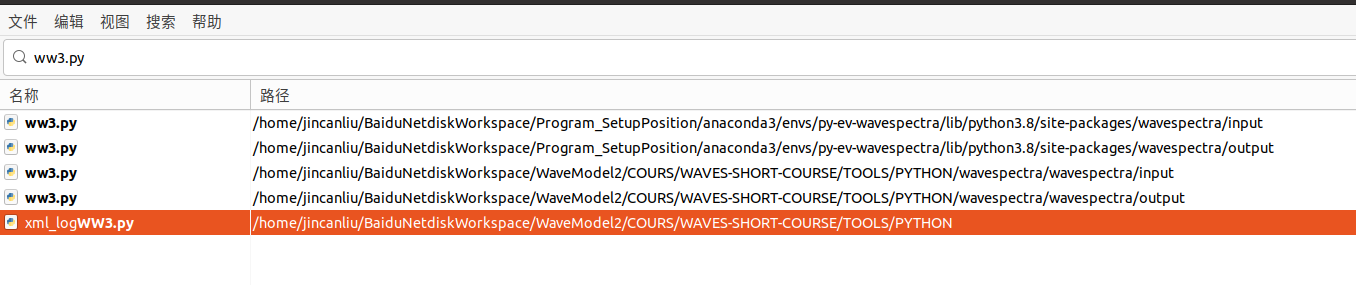 文件 编辑 视图 搜索 帮助
ww3.py
名称 路径
ww3.py /home/jincanliu/BaiduNetdiskWorkspace/Program_SetupPosition/anaconda3/envs/py-ev-wavespectra/lib/python3.8/site-packages/wavespectra/input
ww3.py /home/jincanliu/BaiduNetdiskWorkspace/Program_SetupPosition/anaconda3/envs/py-ev-wavespectra/lib/python3.8/site-packages/wavespectra/output
ww3.py /home/jincanliu/BaiduNetdiskWorkspace/WaveModel2/COURS/WAVES-SHORT-COURSE/TOOLS/PYTHON/wavespectra/wavespectra/input
ww3.py /home/jincanliu/BaiduNetdiskWorkspace/WaveModel2/COURS/WAVES-SHORT-COURSE/TOOLS/PYTHON/wavespectra/wavespectra/output
xml_logWW3.py /home/jincanliu/BaiduNetdiskWorkspace/WaveModel2/COURS/WAVES-SHORT-COURSE/TOOLS/PYTHON